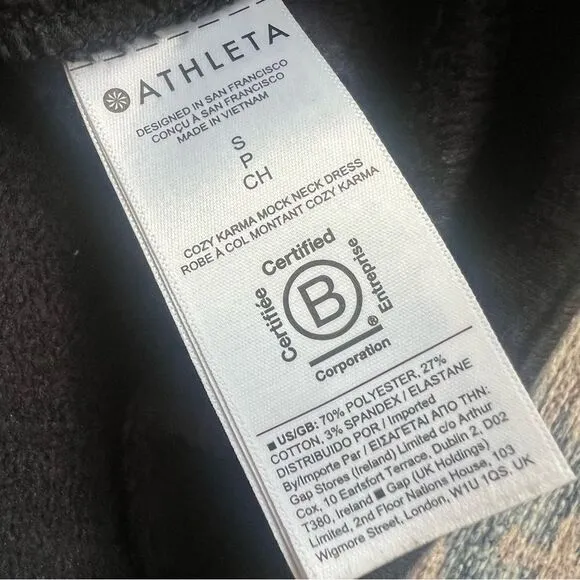 ATHLETA
DESIGNED IN SAN FRANCISCO
CONÇU À SAN FRANCISCO
MADE IN VIETNAM
S
P
CH
COZY KARMA MOCK NECK DRESS
ROBE À COL MONTANT COZY KARMA
Certified
Certifiée
B
Entreprise
®
Corporation
■ US/GB: 70% POLYESTER, 27%
COTTON, 3% SPANDEX / ELASTANE
DISTRIBUIDO POR / Imported
By/Importe Par / ΕΙΣΑΓΕΤΑΙ ΑΠΟ ΤΗΝ:
Gap Stores (Ireland) Limited c/o Arthur
Cox, 10 Earlsfort Terrace, Dublin 2, D02
T380, Ireland ■ Gap (UK Holdings)
Limited, 2nd Floor Nations House, 103
Wigmore Street, London, W1U 1QS, UK